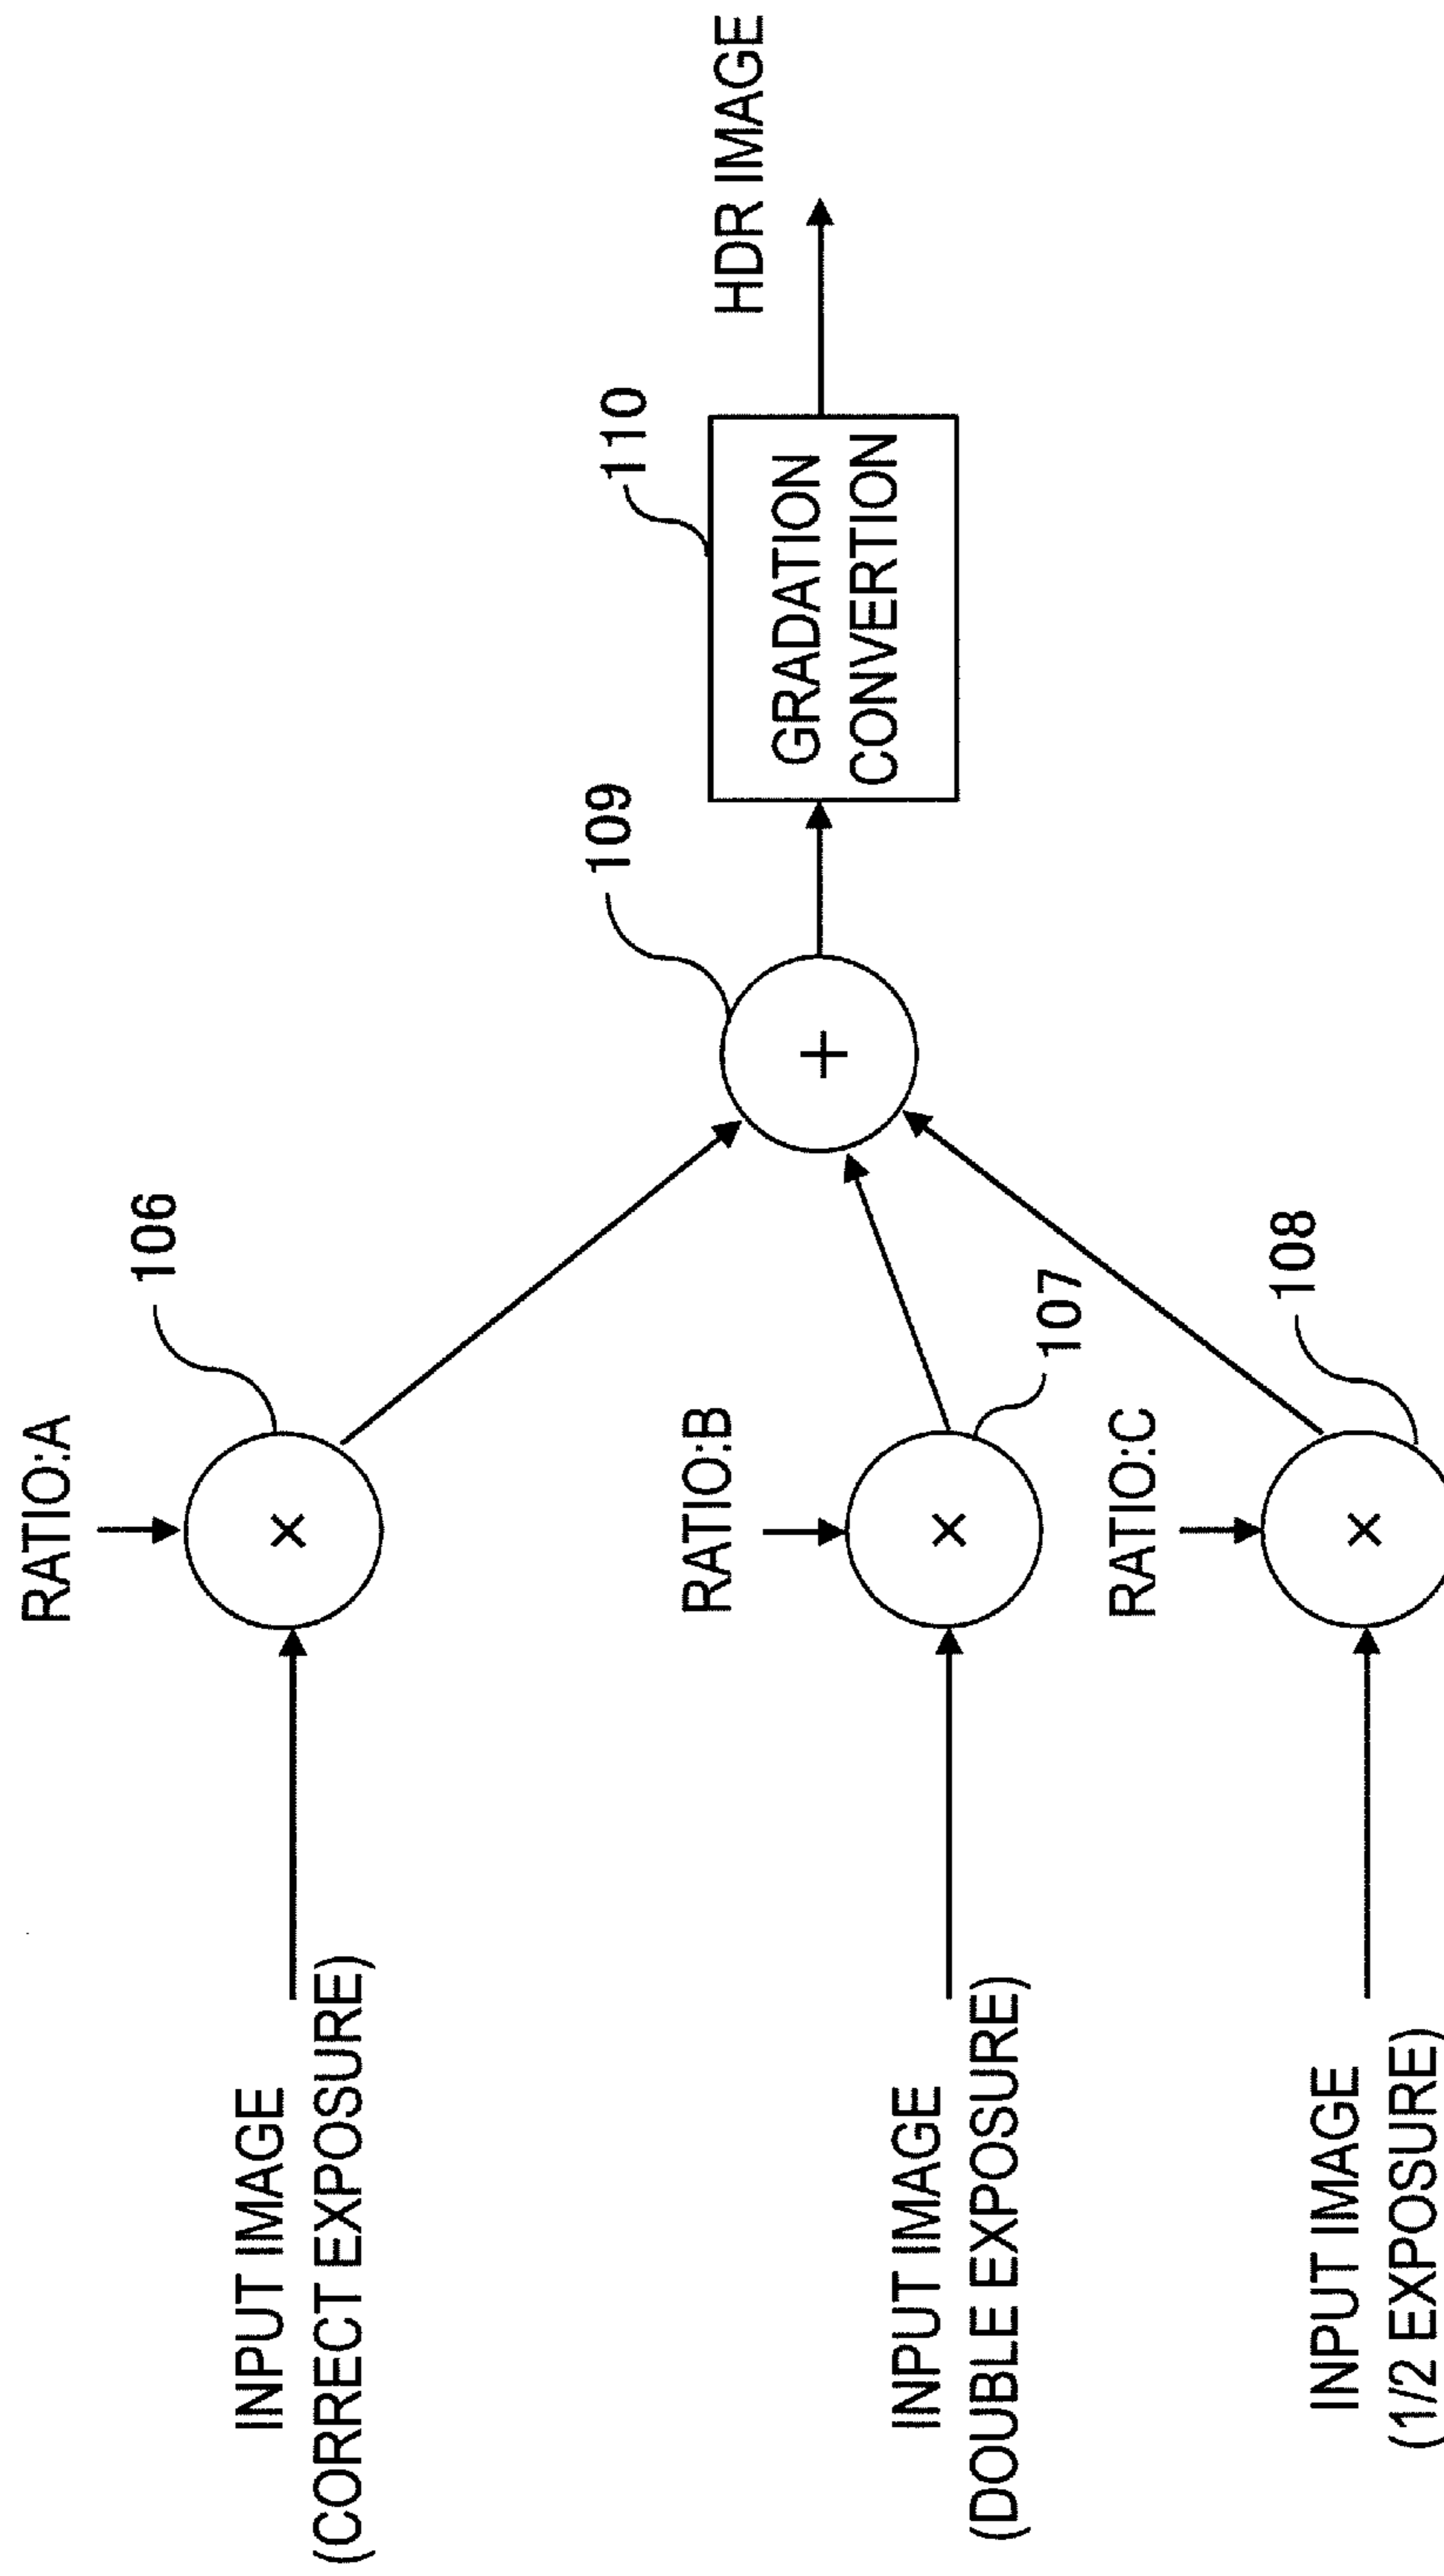 RATIO:A
106
INPUT IMAGE
(CORRECT EXPOSURE)
×
109
110
HDR IMAGE
+
GRADATION
CONVERTION
RATIO:B
107
INPUT IMAGE
(DOUBLE EXPOSURE)
×
RATIO:C
108
INPUT IMAGE
(1/2 EXPOSURE)
×